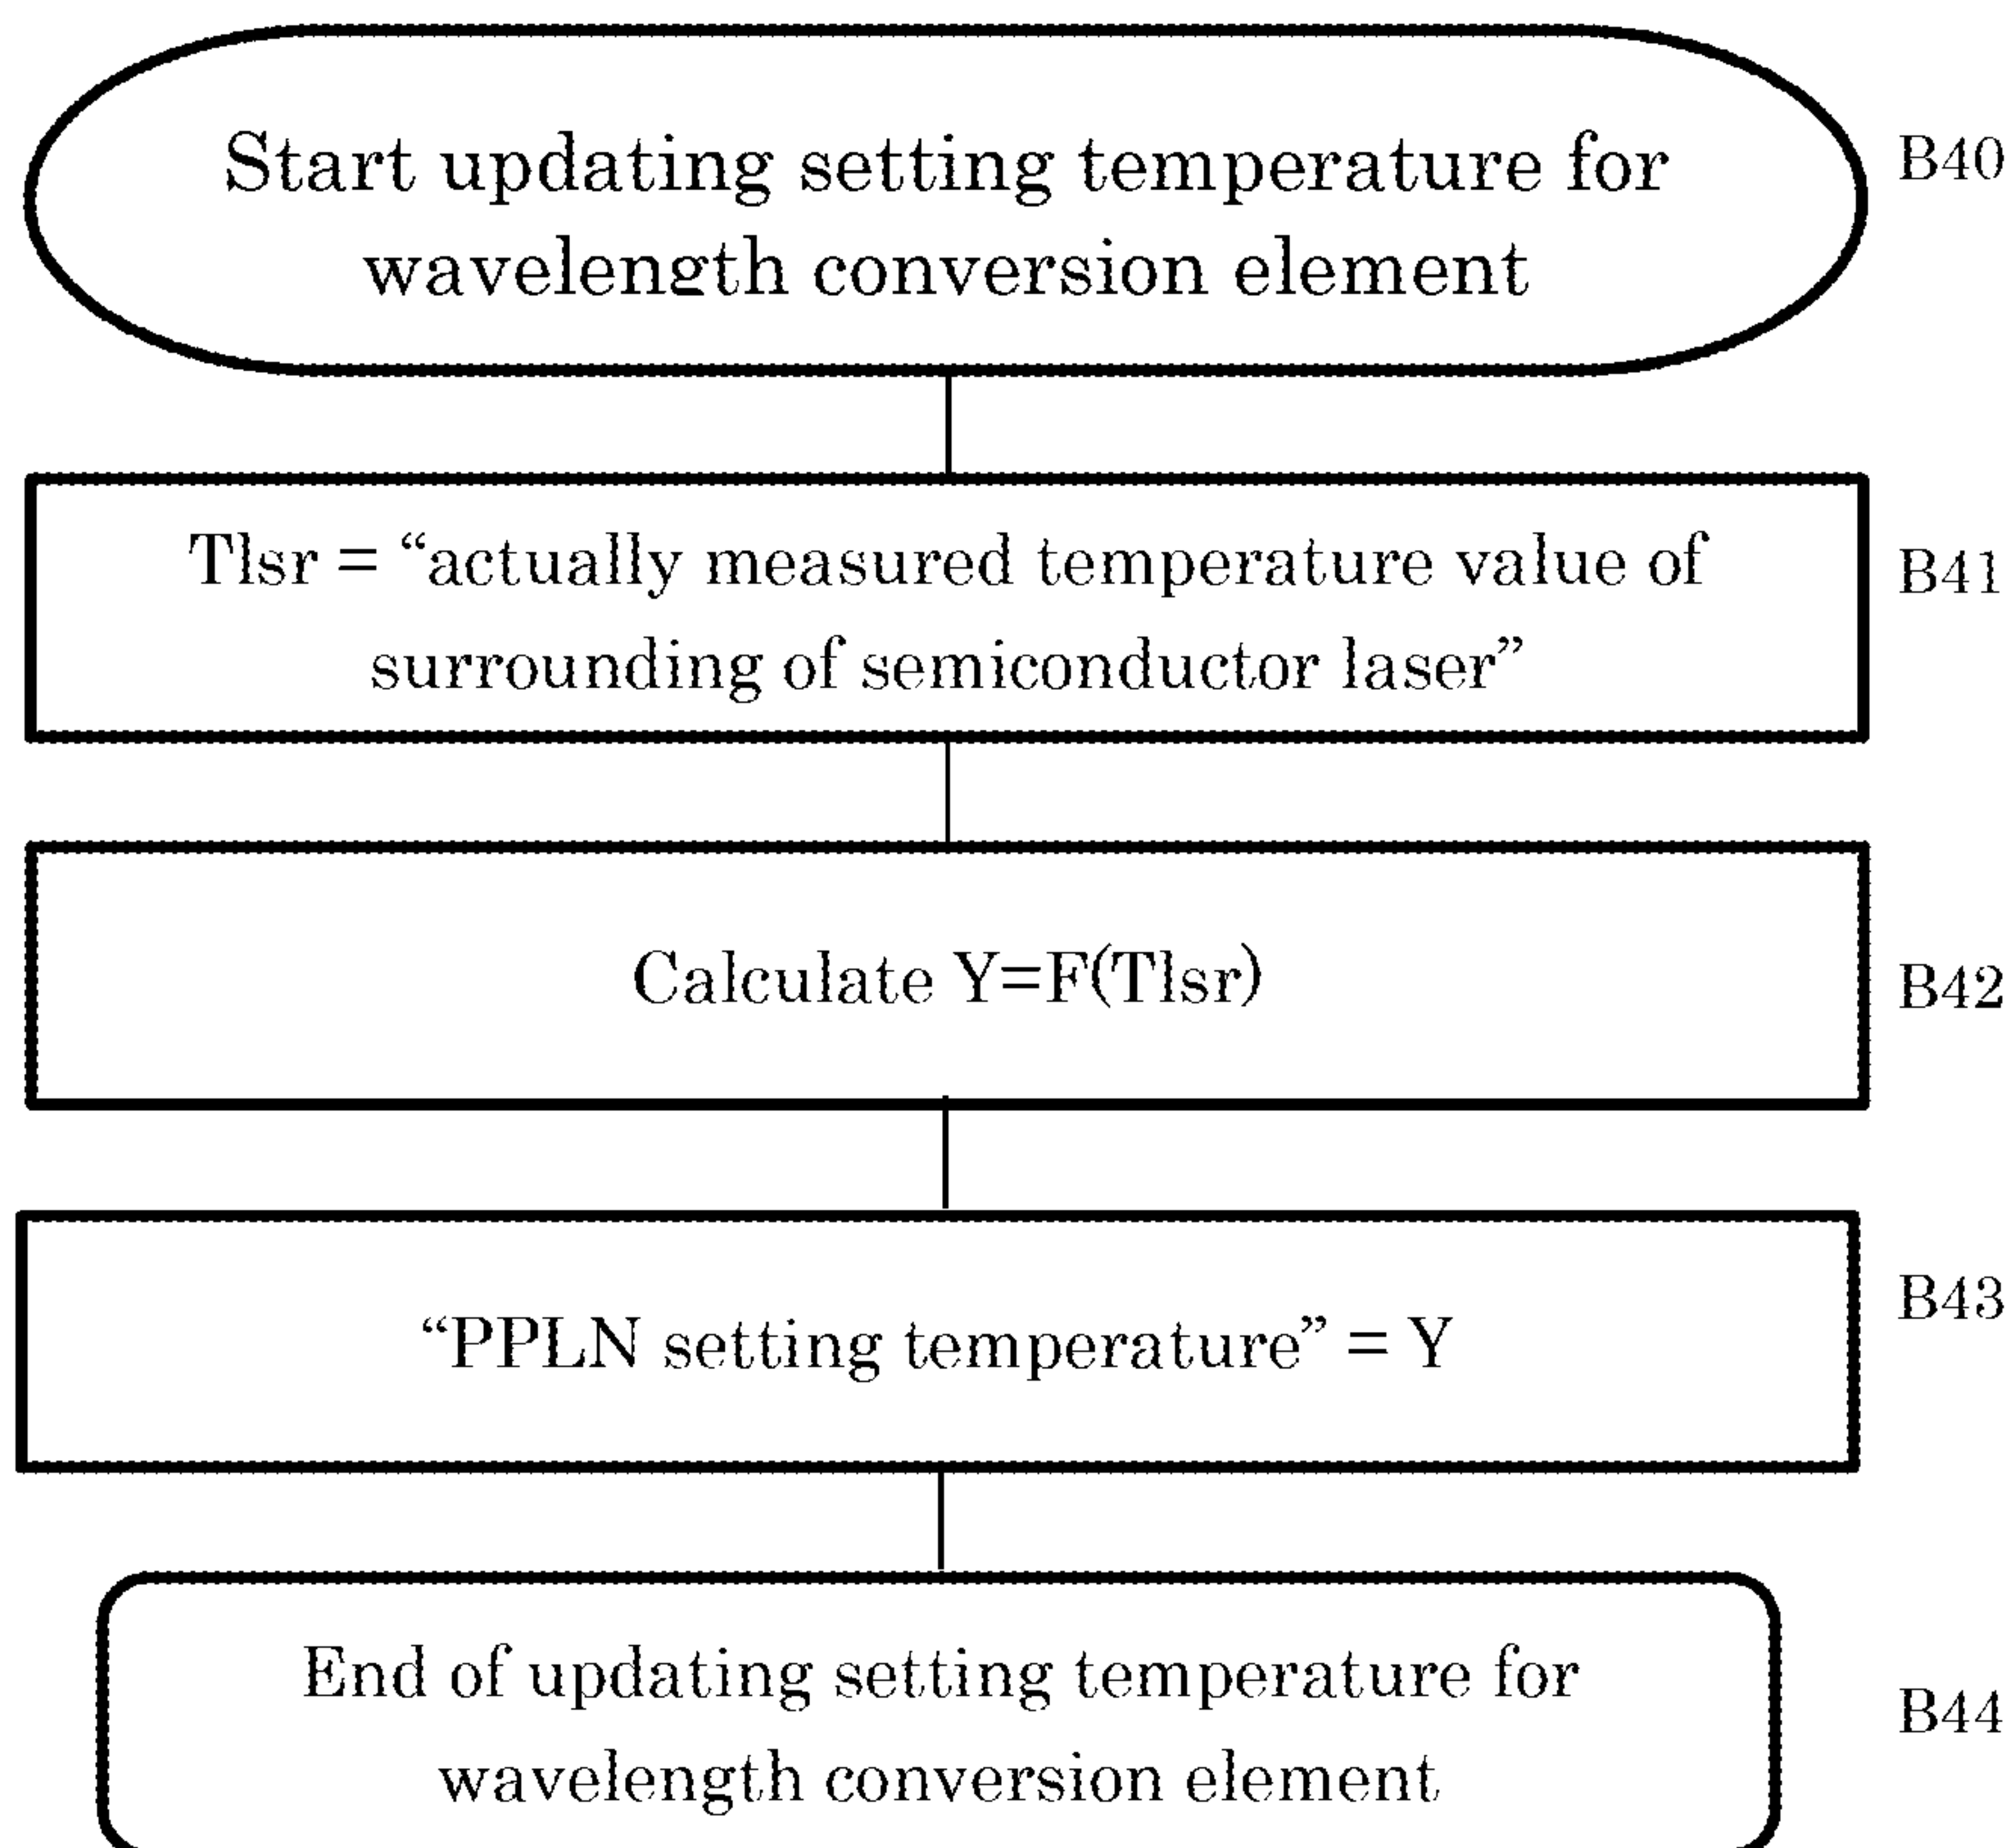 Start updating setting temperature for
wavelength conversion element
B40
Tlsr = “actually measured temperature value of
surrounding of semiconductor laser”
B41
Calculate Y=F(Tlsr)
B42
“PPLN setting temperature” = Y
B43
End of updating setting temperature for
wavelength conversion element
B44